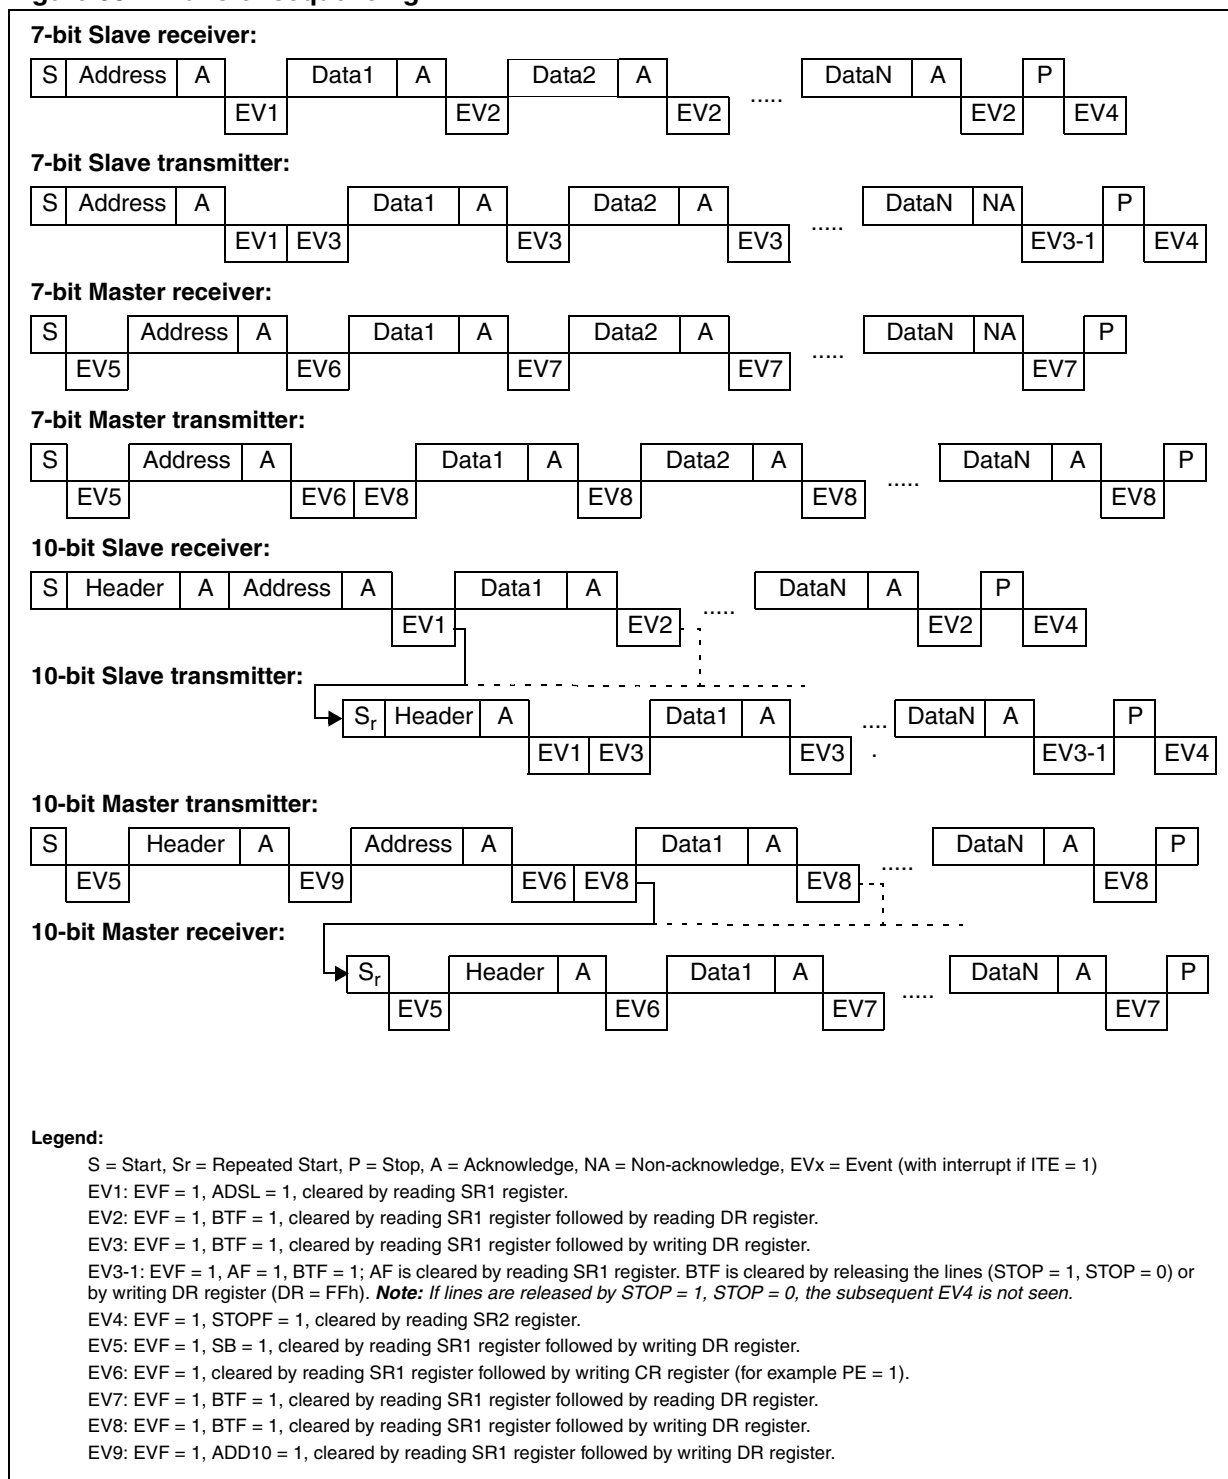 7-bit Slave receiver:
S Address A Data1 A Data2 A ..... DataN A P
EV1 EV2 EV2 EV2 EV4
7-bit Slave transmitter:
S Address A Data1 A Data2 A ..... DataN NA P
EV1 EV3 EV3 EV3 EV3-1 EV4
7-bit Master receiver:
S Address A Data1 A Data2 A ..... DataN NA P
EV5 EV6 EV7 EV7 EV7
7-bit Master transmitter:
S Address A Data1 A Data2 A ..... DataN A P
EV5 EV6 EV8 EV8 EV8 EV8
10-bit Slave receiver:
S Header A Address A Data1 A ..... DataN A P
EV1 EV2 EV2 EV4
10-bit Slave transmitter:
Sr Header A Data1 A .... DataN A P
EV1 EV3 EV3 . EV3-1 EV4
10-bit Master transmitter:
S Header A Address A Data1 A ..... DataN A P
EV5 EV9 EV6 EV8 EV8 EV8
10-bit Master receiver:
Sr Header A Data1 A ..... DataN A P
EV5 EV6 EV7 EV7
Legend:
S = Start, Sr = Repeated Start, P = Stop, A = Acknowledge, NA = Non-acknowledge, EVx = Event (with interrupt if ITE = 1)
EV1: EVF = 1, ADSL = 1, cleared by reading SR1 register.
EV2: EVF = 1, BTF = 1, cleared by reading SR1 register followed by reading DR register.
EV3: EVF = 1, BTF = 1, cleared by reading SR1 register followed by writing DR register.
EV3-1: EVF = 1, AF = 1, BTF = 1; AF is cleared by reading SR1 register. BTF is cleared by releasing the lines (STOP = 1, STOP = 0) or
by writing DR register (DR = FFh). Note: If lines are released by STOP = 1, STOP = 0, the subsequent EV4 is not seen.
EV4: EVF = 1, STOPF = 1, cleared by reading SR2 register.
EV5: EVF = 1, SB = 1, cleared by reading SR1 register followed by writing DR register.
EV6: EVF = 1, cleared by reading SR1 register followed by writing CR register (for example PE = 1).
EV7: EVF = 1, BTF = 1, cleared by reading SR1 register followed by reading DR register.
EV8: EVF = 1, BTF = 1, cleared by reading SR1 register followed by writing DR register.
EV9: EVF = 1, ADD10 = 1, cleared by reading SR1 register followed by writing DR register.